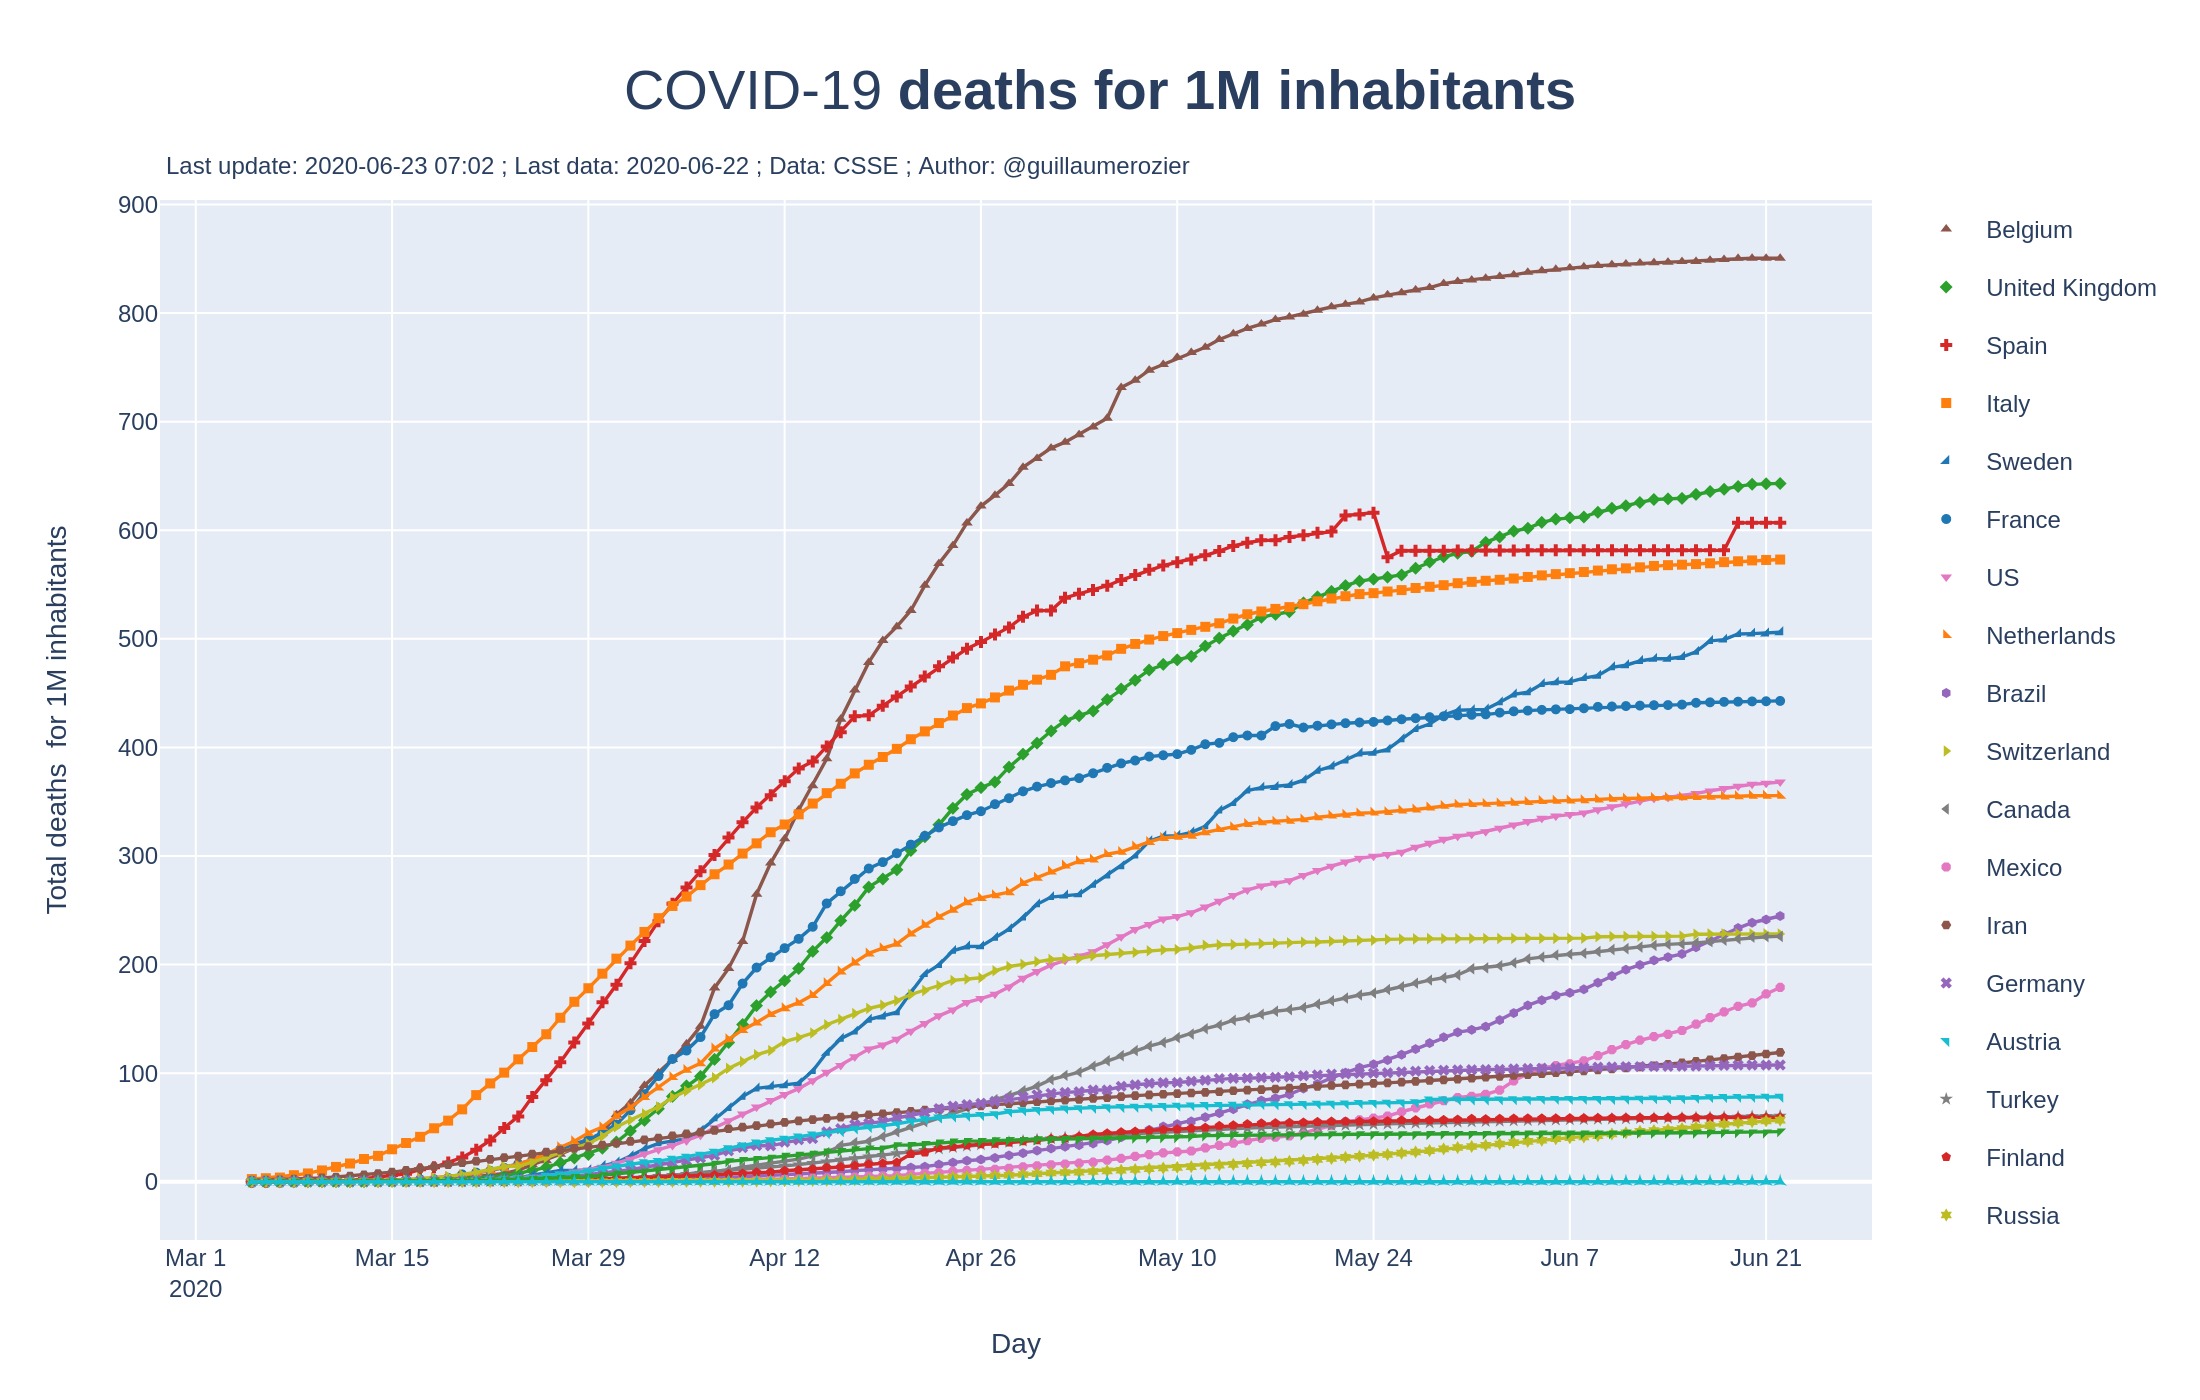 COVID-19 deaths for 1M inhabitants
Last update: 2020-06-23 07:02 ; Last data: 2020-06-22 ; Data: CSSE ; Author: @guillaumerozier
Total deaths for 1M inhabitants
900
800
700
600
500
400
300
200
100
0
Mar 1
2020
Mar 15
Mar 29
Apr 12
Apr 26
May 10
May 24
Jun 7
Jun 21
Day
Belgium
United Kingdom
Spain
Italy
Sweden
France
US
Netherlands
Brazil
Switzerland
Canada
Mexico
Iran
Germany
Austria
Turkey
Finland
Russia